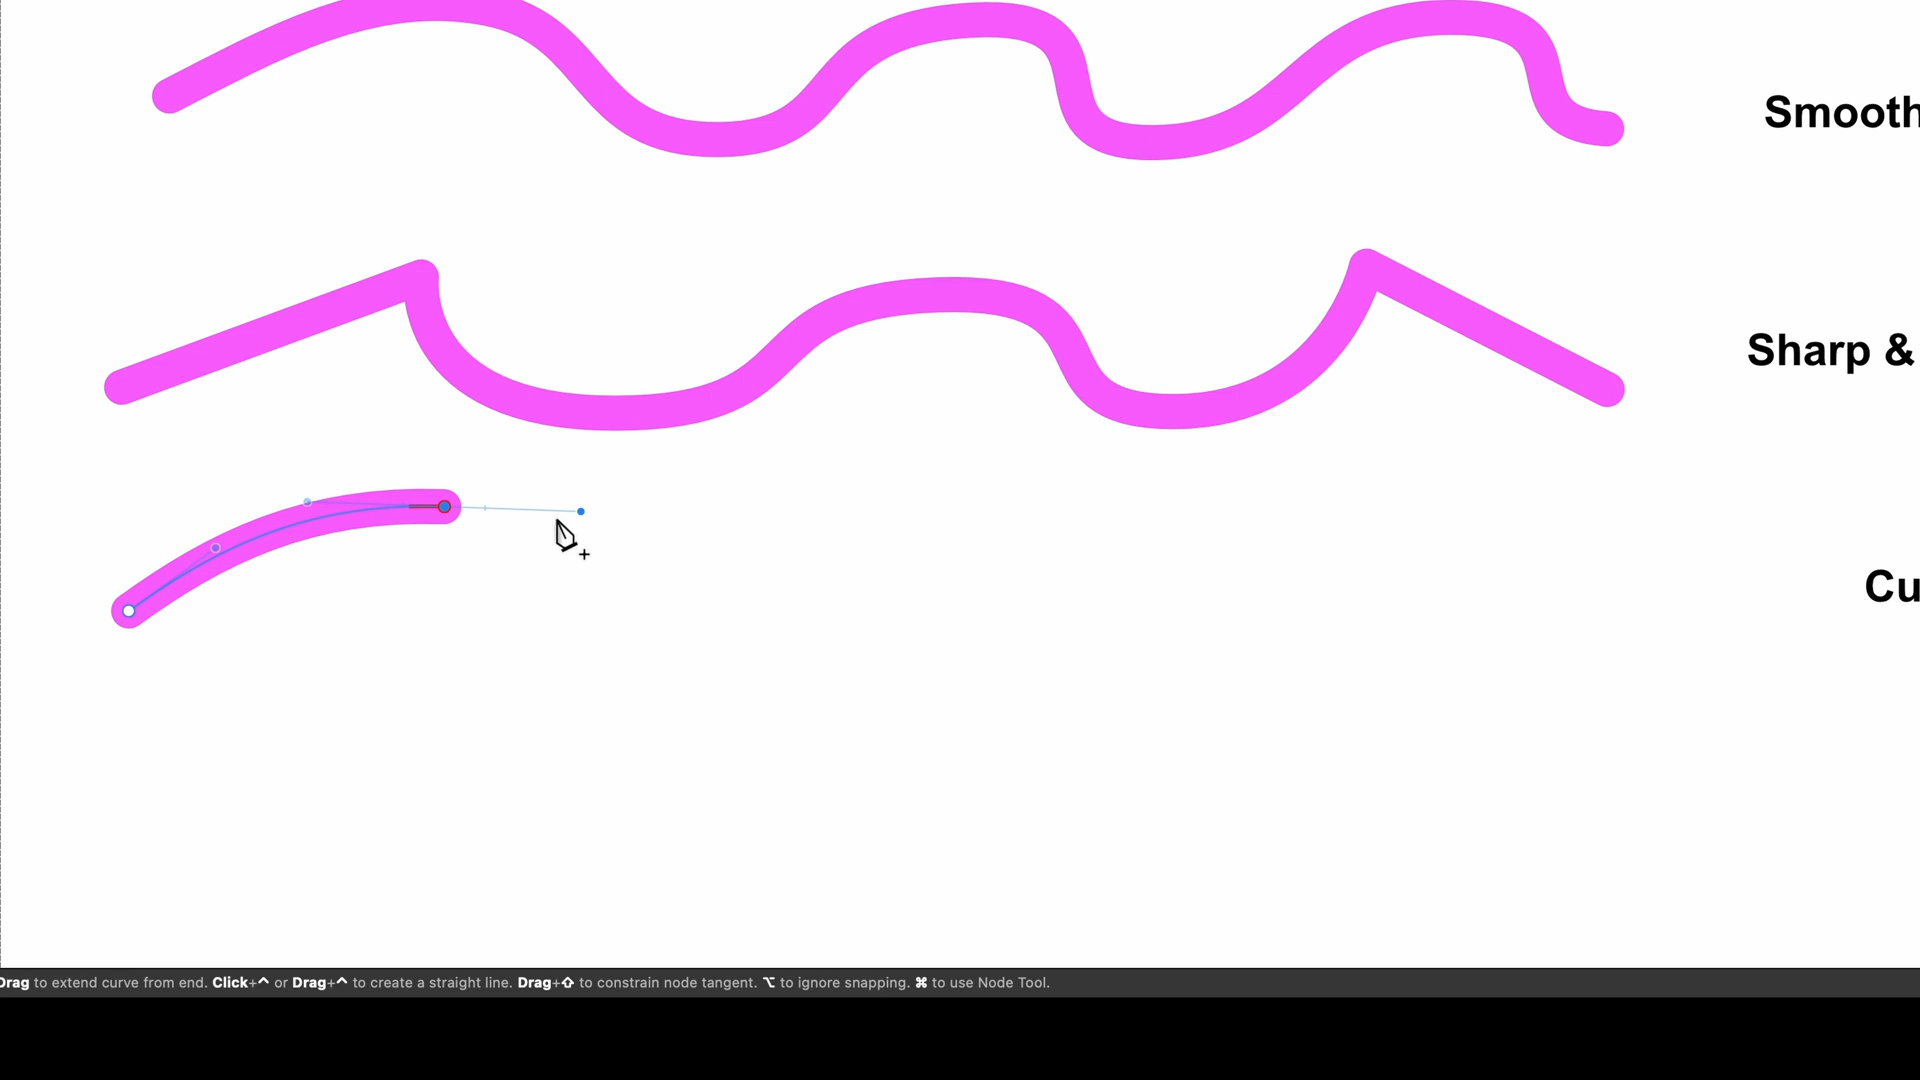 Smooth
Sharp &
Cu
Drag to extend curve from end. Click+^ or Drag+^ to create a straight line. Drag+⇧ to constrain node tangent. ⌥ to ignore snapping. ⌘ to use Node Tool.